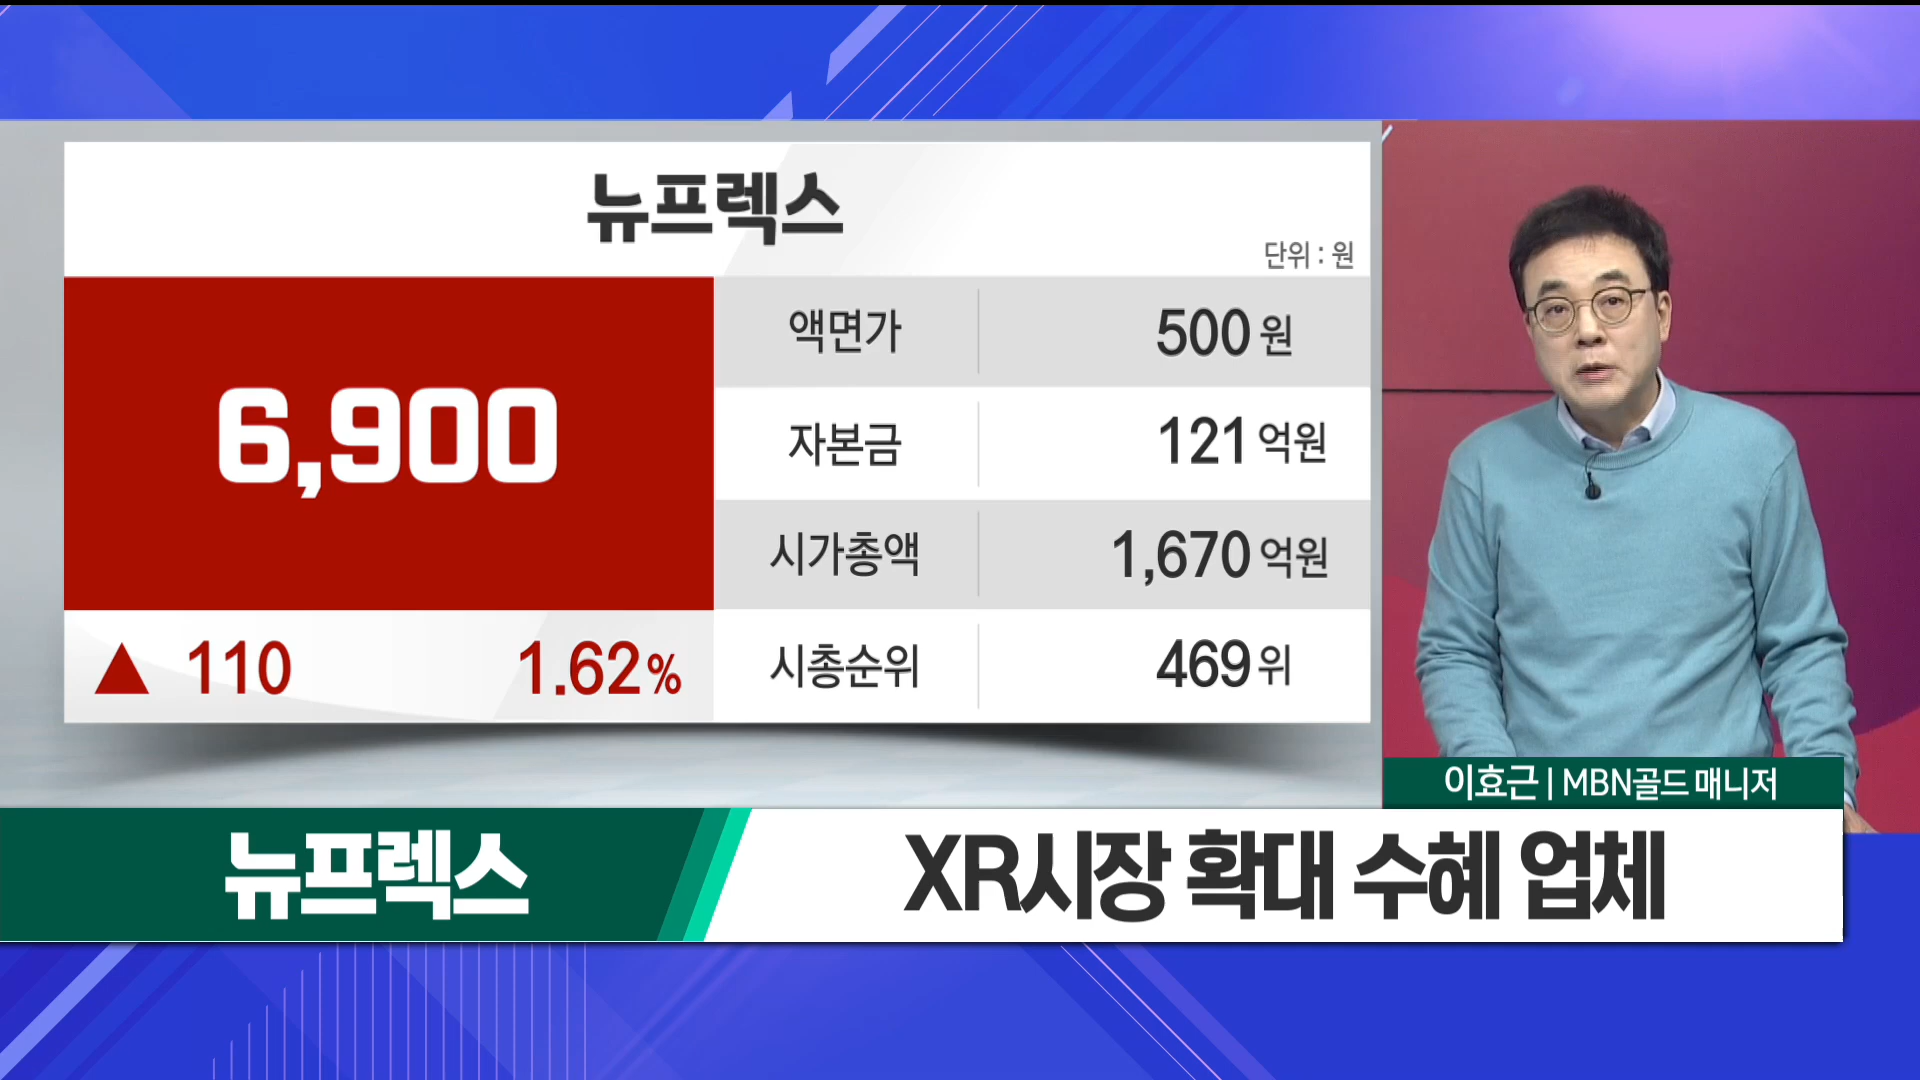 뉴프렉스
단위 : 원
6,900
▲ 110 1.62%
액면가 500 원
자본금 121 억원
시가총액 1,670 억원
시총순위 469 위
이효근 | MBN골드 매니저
뉴프렉스 XR시장 확대 수혜 업체